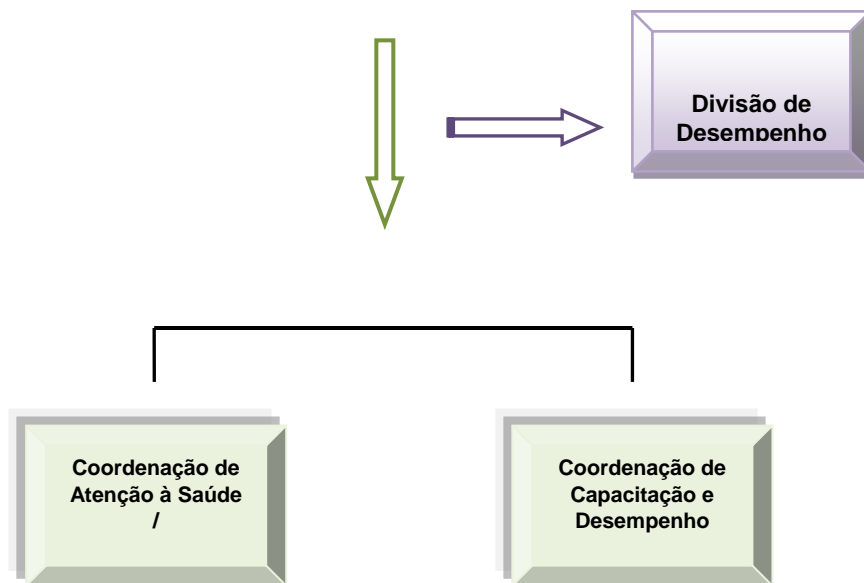 Divisão de
Desempenho
Coordenação de
Atenção à Saúde
/
Coordenação de
Capacitação e
Desempenho